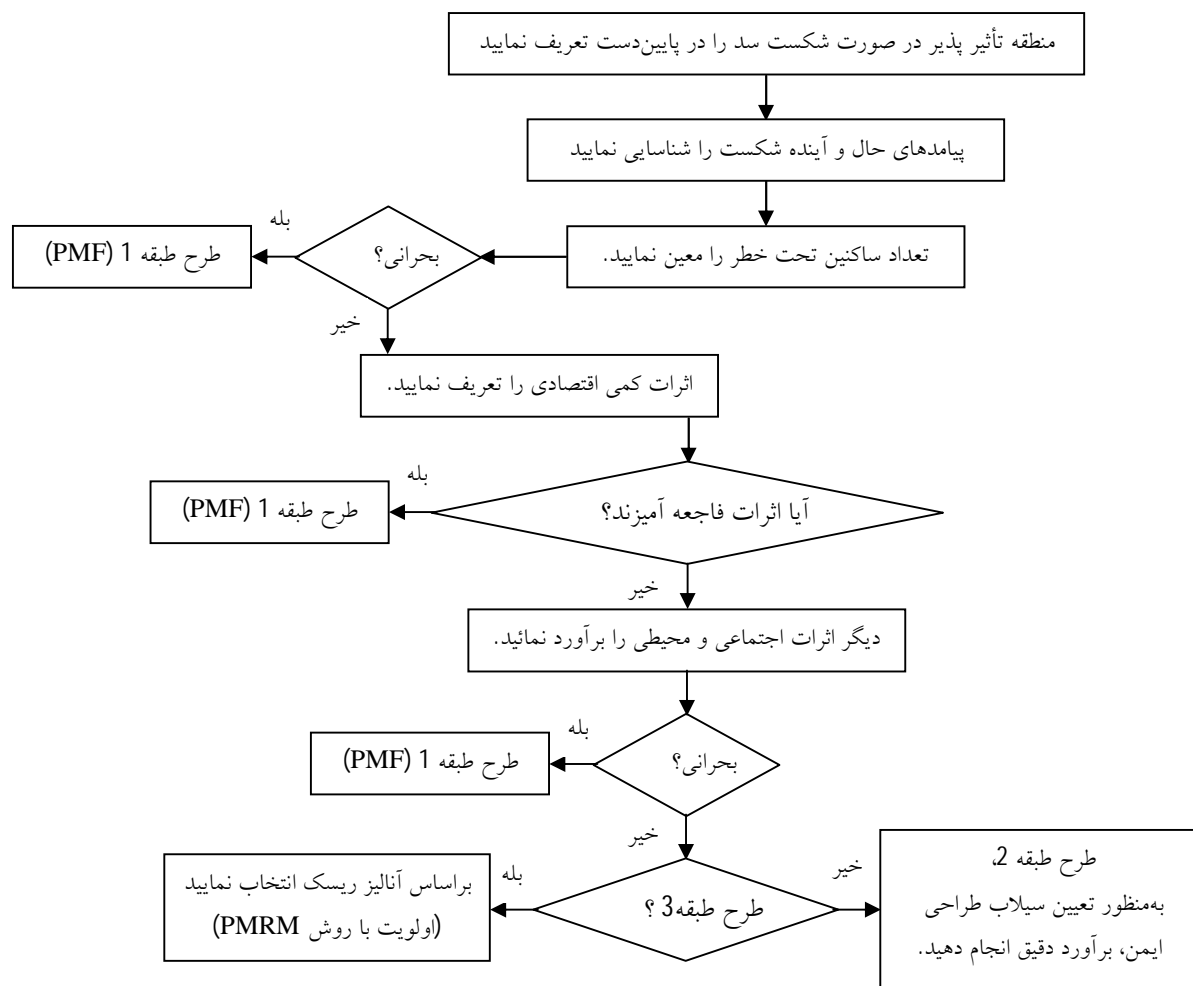 منطقه تأثیر پذیر در صورت شکست سد را در پایین‌دست تعریف نمایید
پیامدهای حال و آینده شکست را شناسایی نمایید
تعداد ساکنین تحت خطر را معین نمایید.
بحرانی؟
بله
طرح طبقه 1 (PMF)
خیر
اثرات کمی اقتصادی را تعریف نمایید.
آیا اثرات فاجعه آمیزند؟
بله
طرح طبقه 1 (PMF)
خیر
دیگر اثرات اجتماعی و محیطی را برآورد نمائید.
بحرانی؟
بله
طرح طبقه 1 (PMF)
خیر
طرح طبقه3 ؟
بله
براساس آنالیز ریسک انتخاب نمایید
(اولویت با روش PMRM)
خیر
طرح طبقه 2،
به‌منظور تعیین سیلاب طراحی
ایمن، برآورد دقیق انجام دهید.